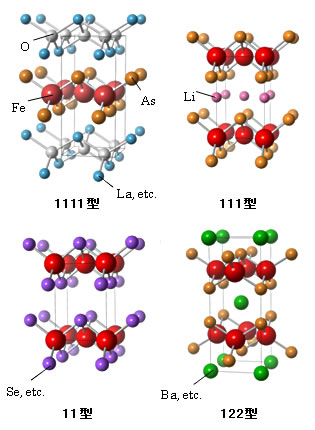 O
Fe
As
Li
La, etc.
1111型
111型
Se, etc.
Ba, etc.
11型
122型